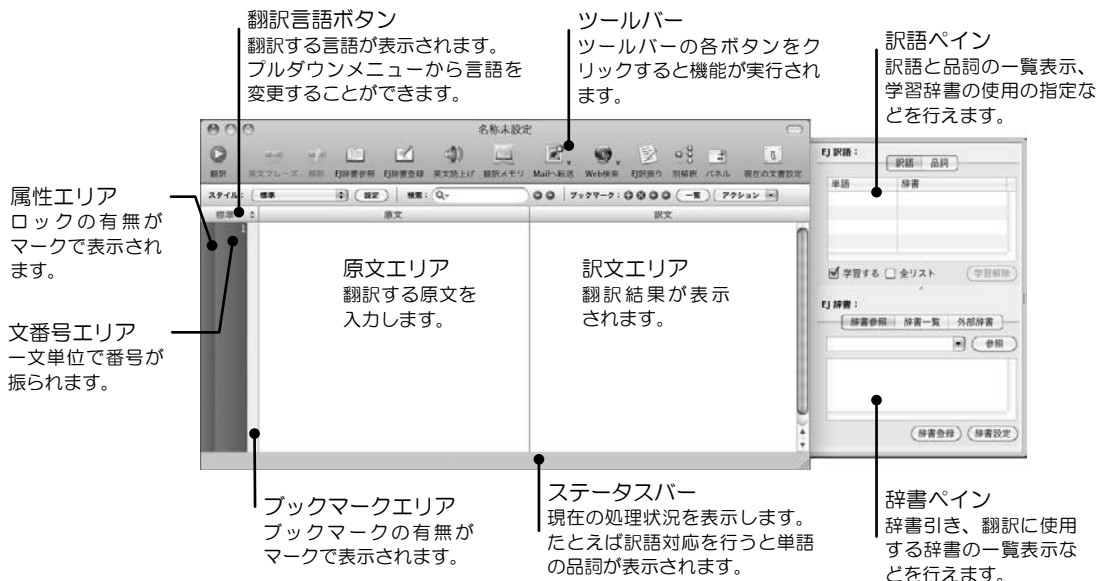 翻訳言語ボタン
翻訳する言語が表示されます。
プルダウンメニューから言語を
変更することができます。
ツールバー
ツールバーの各ボタンをク
リックすると機能が実行され
ます。
訳語ペイン
訳語と品詞の一覧表示、
学習辞書の使用の指定な
どを行えます。
属性エリア
ロックの有無が
マークで表示され
ます。
文番号エリア
一文単位で番号が
振られます。
名称未設定
翻訳 英文フレーズ 解除 EJ辞書参照 EJ辞書登録 英文読上げ 翻訳メモリ Mailへ転送 Web検索 EJ訳振り 別解釈 パネル 現在の文書設定
スタイル: 標準 設定 検索: ブックマーク: 一覧 アクション
標準 原文 訳文
1
原文エリア
翻訳する原文を
入力します。
訳文エリア
翻訳結果が表示
されます。
EJ 訳語:
訳語 品詞
単語 辞書
学習する 全リスト 学習解除
EJ 辞書:
辞書参照 辞書一覧 外部辞書
参照
辞書登録 辞書設定
ブックマークエリア
ブックマークの有無が
マークで表示されます。
ステータスバー
現在の処理状況を表示します。
たとえば訳語対応を行うと単語
の品詞が表示されます。
辞書ペイン
辞書引き、翻訳に使用
する辞書の一覧表示な
どを行えます。